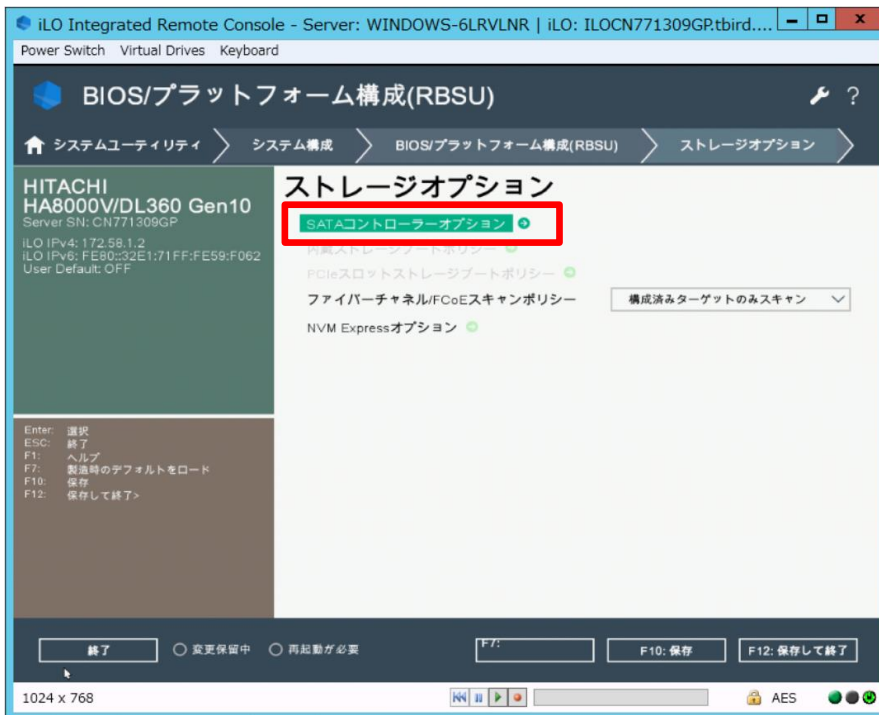 iLO Integrated Remote Console - Server: WINDOWS-6LRVLNR | iLO: ILOCN771309GP.tbird....
Power Switch Virtual Drives Keyboard
BIOS/プラットフォーム構成(RBSU)
?
システムユーティリティ
システム構成
BIOS/プラットフォーム構成(RBSU)
ストレージオプション
HITACHI
HA8000V/DL360 Gen10
Server SN: CN771309GP
iLO IPv4: 172.58.1.2
iLO IPv6: FE80::32E1:71FF:FE59:F062
User Default: OFF
Enter: 選択
ESC: 終了
F1: ヘルプ
F7: 製造時のデフォルトをロード
F10: 保存
F12: 保存して終了>
ストレージオプション
SATAコントローラーオプション
内蔵ストレージブートポリシー
PCIeスロットストレージブートポリシー
ファイバーチャネル/FCoEスキャンポリシー 構成済みターゲットのみスキャン
NVM Expressオプション
終了
変更保留中
再起動が必要
F7:
F10: 保存
F12: 保存して終了
1024 x 768
AES